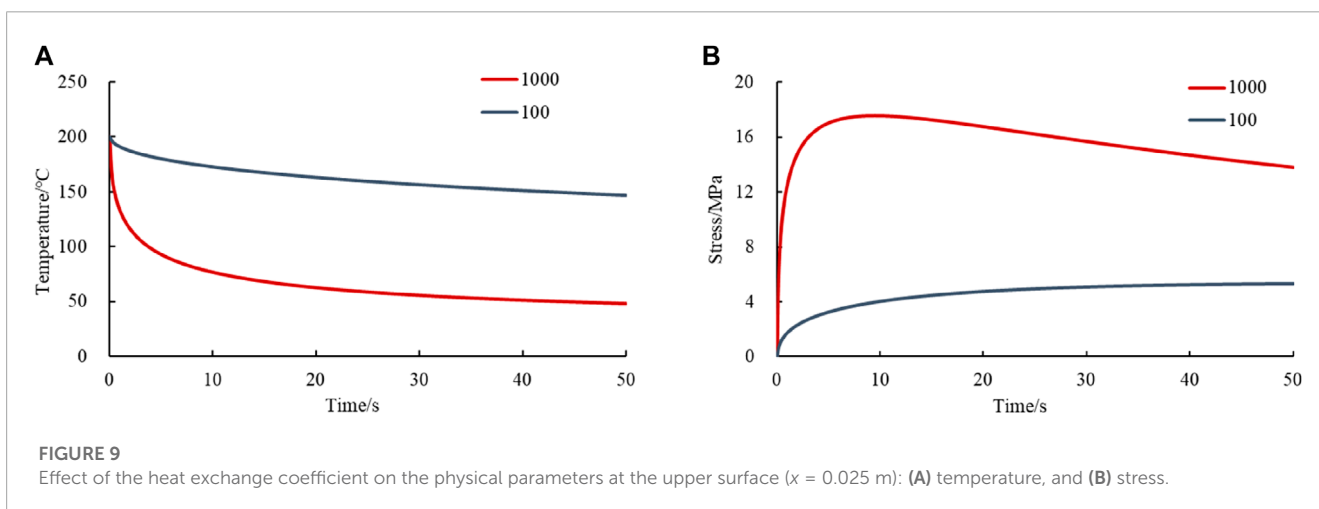 A
250
200
150
100
50
0
Temperature/°C
0 10 20 30 40 50
Time/s
1000
100
B
20
16
12
8
4
0
Stress/MPa
0 10 20 30 40 50
Time/s
1000
100
FIGURE 9
Effect of the heat exchange coefficient on the physical parameters at the upper surface (x = 0.025 m): (A) temperature, and (B) stress.